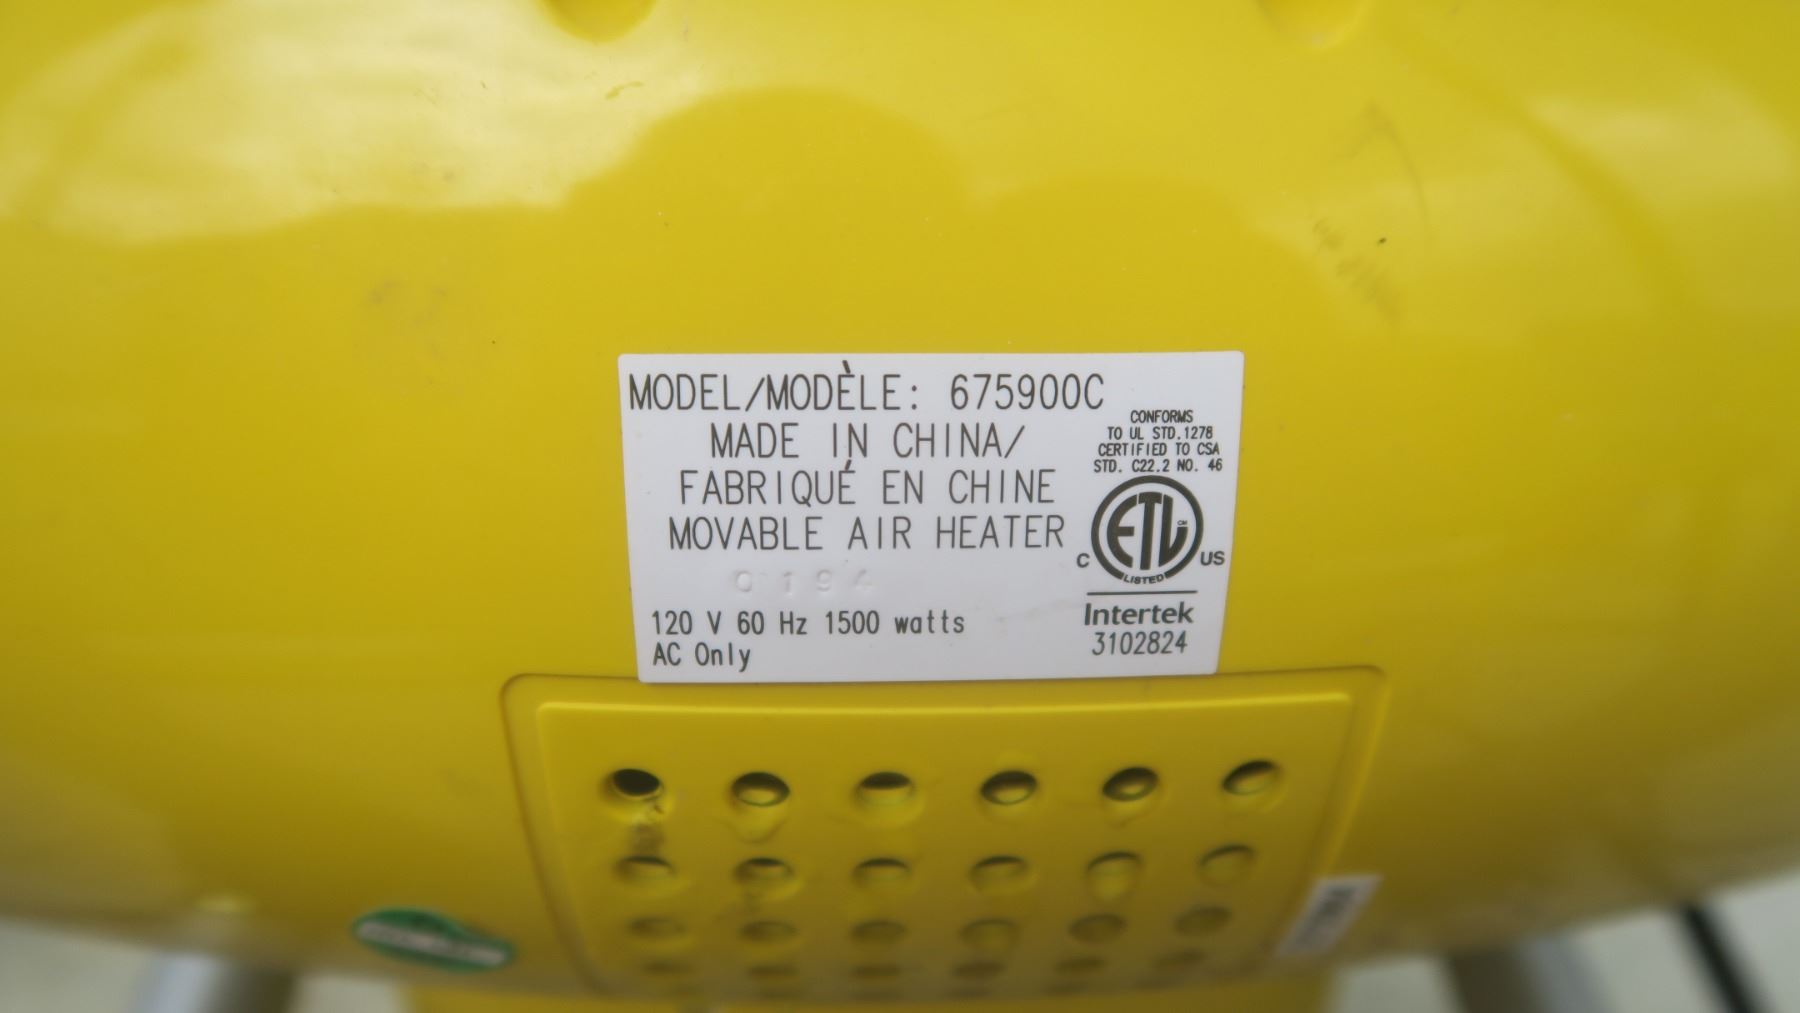 MODEL/MODÈLE: 675900C
MADE IN CHINA/
FABRIQUÉ EN CHINE
MOVABLE AIR HEATER
0194
120 V 60 Hz 1500 watts
AC Only
CONFORMS
TO UL STD.1278
CERTIFIED TO CSA
STD. C22.2 NO. 46
ETL CM
C US
LISTED
Intertek
3102824